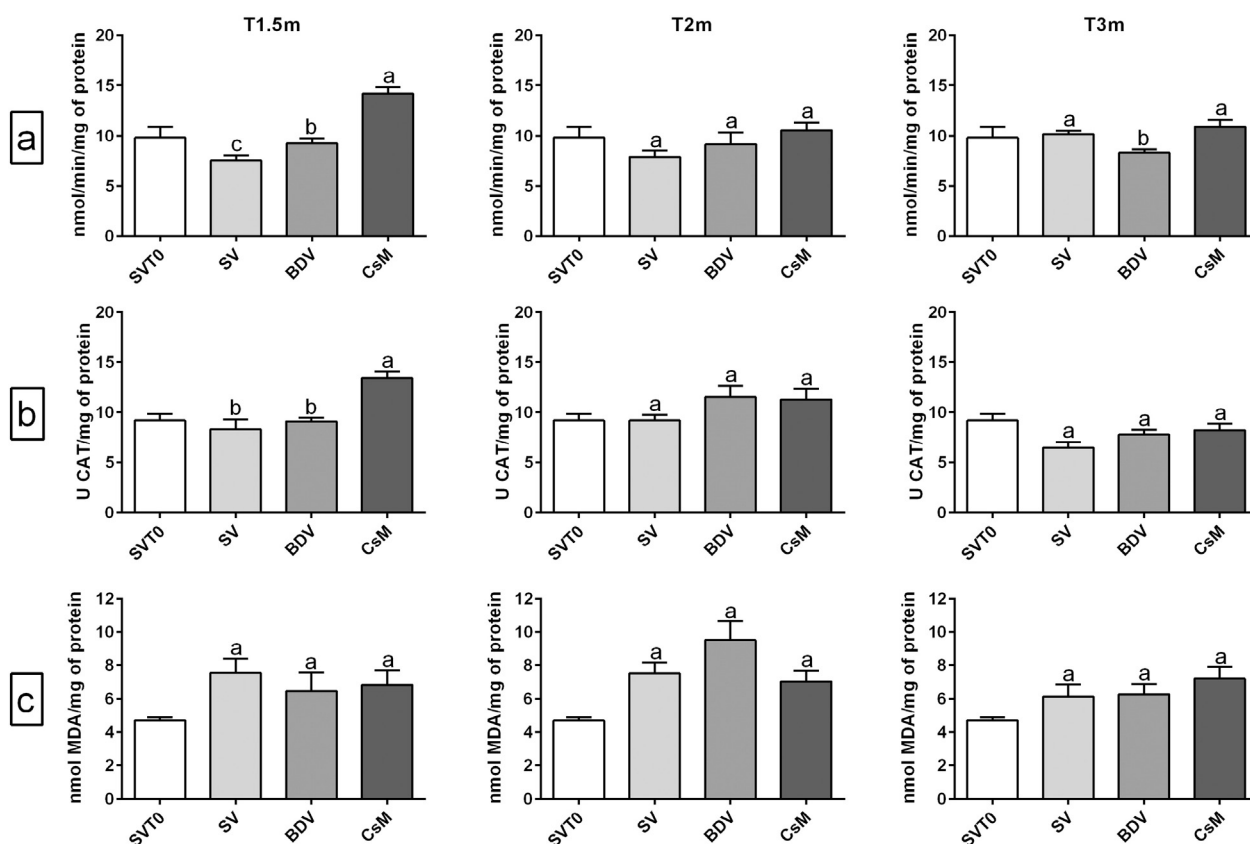 T1.5m T2m T3m
a
nmol/min/mg of protein
20
15
10
5
0
c b a
SVT0 SV BDV CsM
nmol/min/mg of protein
20
15
10
5
0
a a a
SVT0 SV BDV CsM
nmol/min/mg of protein
20
15
10
5
0
a b a
SVT0 SV BDV CsM
b
U CAT/mg of protein
20
15
10
5
0
b b a
SVT0 SV BDV CsM
U CAT/mg of protein
20
15
10
5
0
a a a
SVT0 SV BDV CsM
U CAT/mg of protein
20
15
10
5
0
a a a
SVT0 SV BDV CsM
c
nmol MDA/mg of protein
12
10
8
6
4
2
0
a a a
SVT0 SV BDV CsM
nmol MDA/mg of protein
12
10
8
6
4
2
0
a a a
SVT0 SV BDV CsM
nmol MDA/mg of protein
12
10
8
6
4
2
0
a a a
SVT0 SV BDV CsM